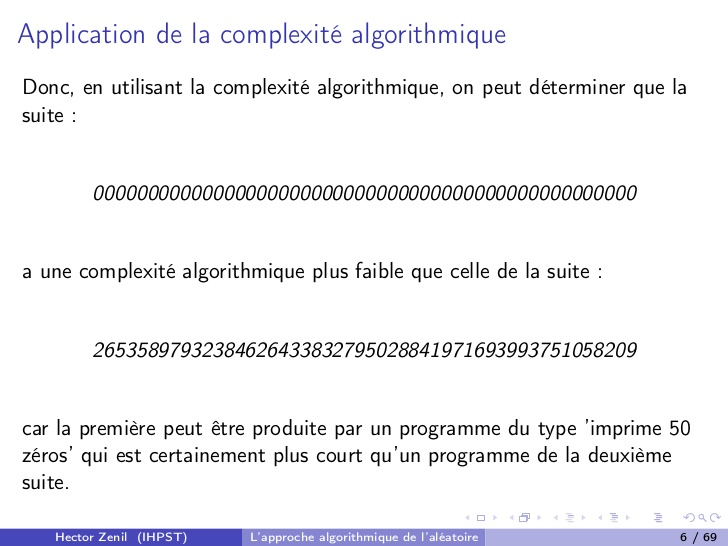 Application de la complexité algorithmique
Donc, en utilisant la complexité algorithmique, on peut déterminer que la
suite :
00000000000000000000000000000000000000000000000000
a une complexité algorithmique plus faible que celle de la suite :
26535897932384626433832795028841971693993751058209
car la première peut être produite par un programme du type 'imprime 50
zéros' qui est certainement plus court qu'un programme de la deuxième
suite.
Hector Zenil (IHPST) L'approche algorithmique de l'aléatoire 6 / 69